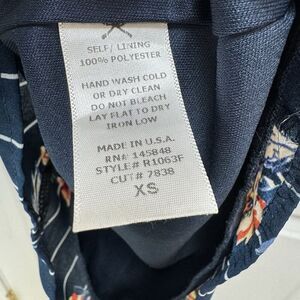 SELF/ LINING
100% POLYESTER
HAND WASH COLD
OR DRY CLEAN
DO NOT BLEACH
LAY FLAT TO DRY
IRON LOW
MADE IN U.S.A.
RN# 145848
STYLE# R1063F
CUT# 7838
XS